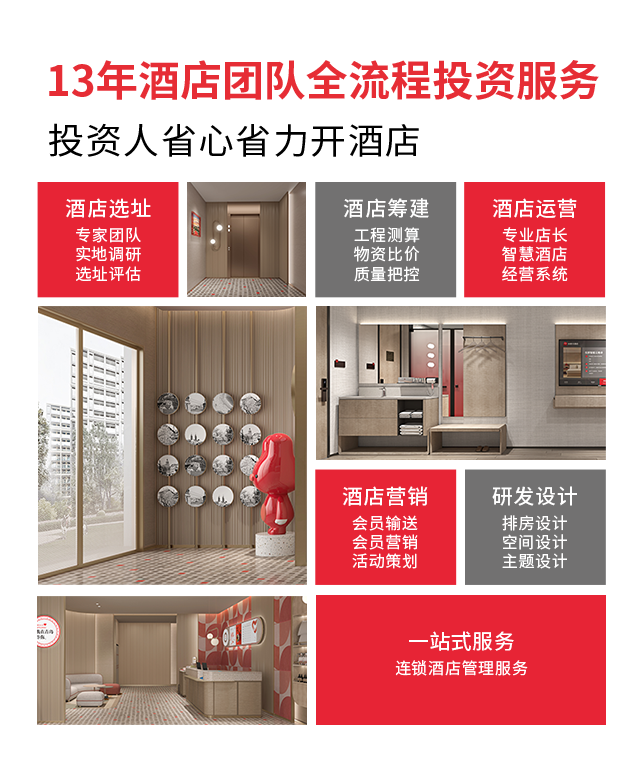 13年酒店团队全流程投资服务
投资人省心省力开酒店
酒店选址
专家团队
实地调研
选址评估
酒店筹建
工程测算
物资比价
质量把控
酒店运营
专业店长
智慧酒店
经营系统
酒店营销
会员输送
会员营销
活动策划
研发设计
排房设计
空间设计
主题设计
一站式服务
连锁酒店管理服务